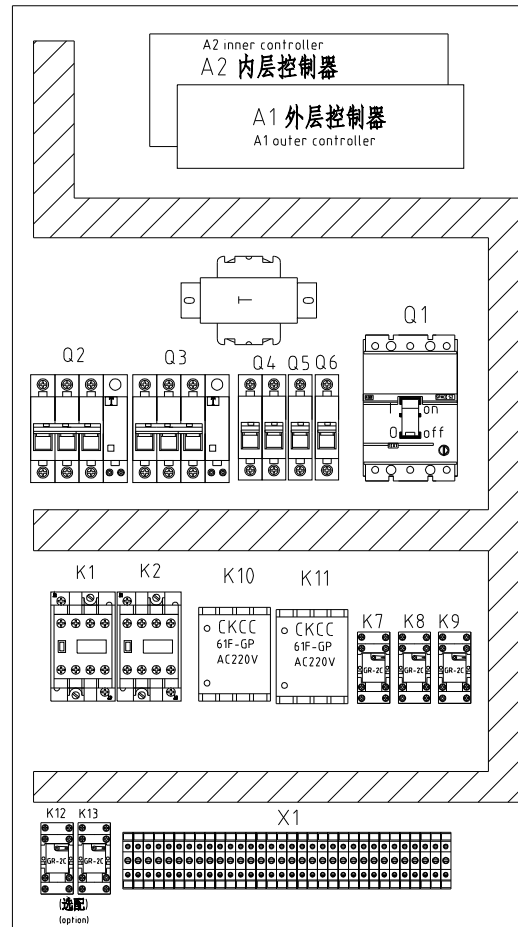 A2 inner controller
A2 内层控制器
A1 外层控制器
A1 outer controller
T
Q1
Q2
Q3
Q4
Q5
Q6
I on
O off
K1
K2
K10
K11
CKCC
61F-GP
AC220V
CKCC
61F-GP
AC220V
K7
K8
K9
GR-2C
GR-2C
GR-2C
K12
K13
GR-2C
GR-2C
(选配)
(option)
X1